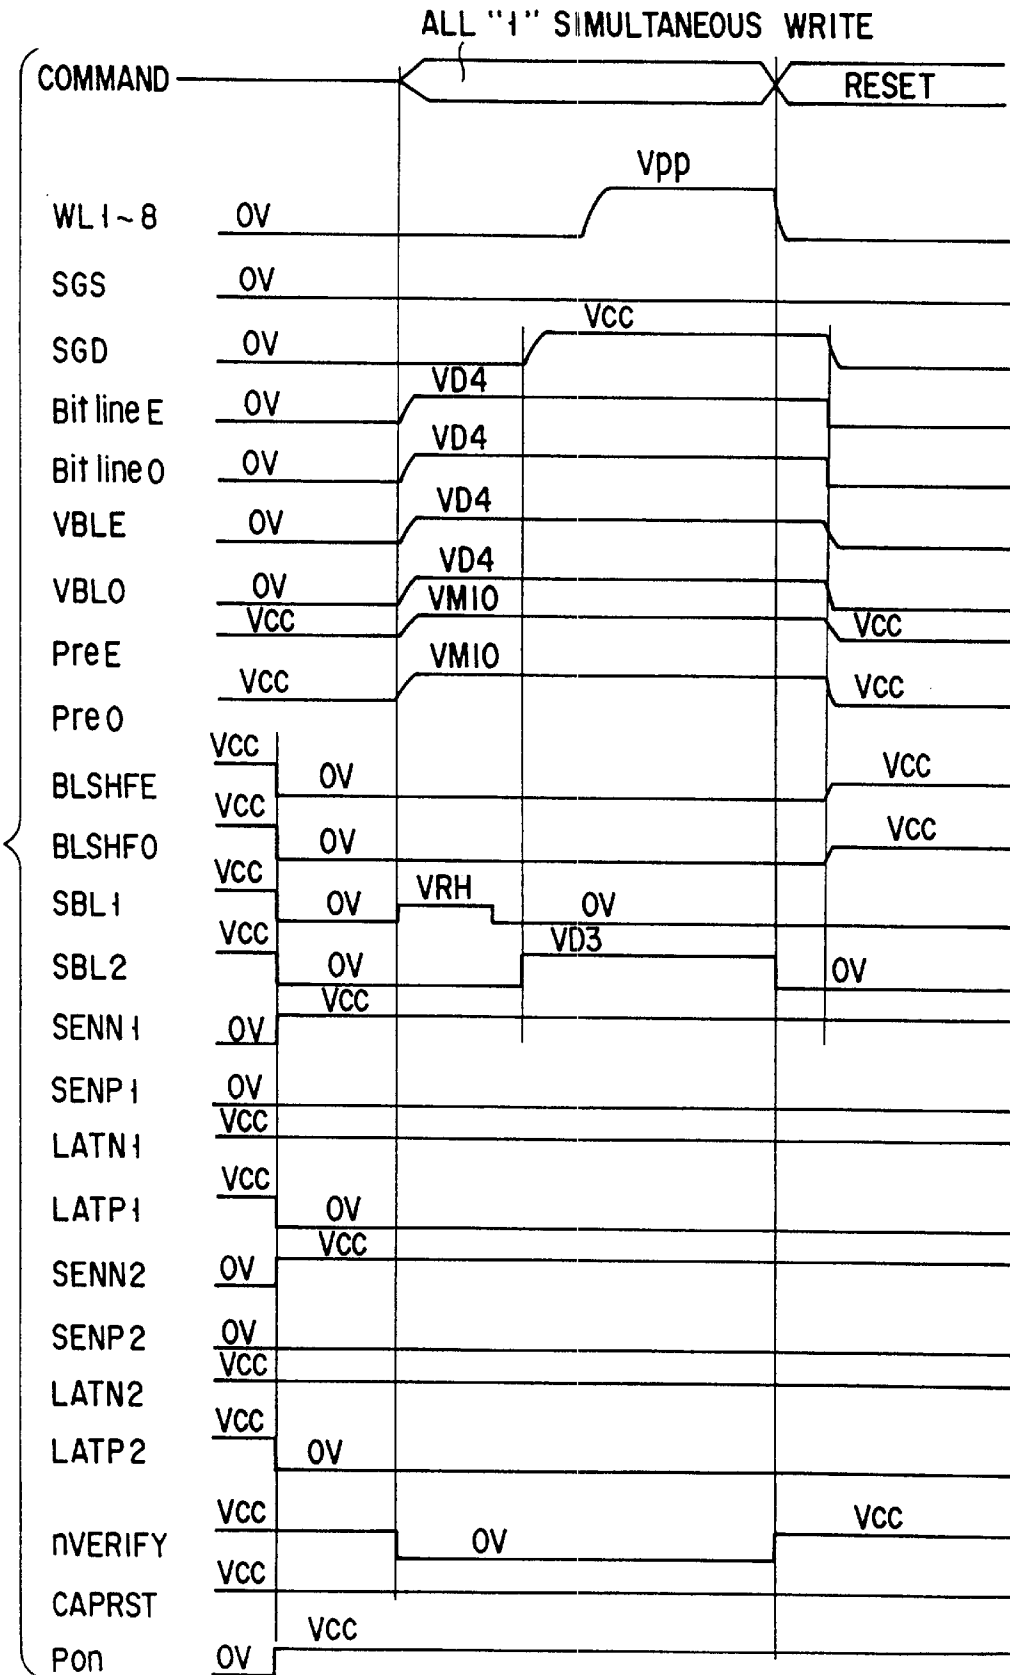 ALL "1" SIMULTANEOUS WRITE
COMMAND RESET
Vpp
WL1~8 0V
SGS 0V
VCC
SGD 0V
VD4
Bit line E 0V
VD4
Bit line O 0V
VD4
VBLE 0V
VD4
VBLO 0V
VCC VM10 VCC
Pre E
VCC VM10 VCC
Pre O
VCC
BLSHFE 0V VCC
VCC
BLSHFO 0V VCC
VCC
SBL1 0V VRH 0V
VCC VD3
SBL2 0V 0V
VCC
SENN1 0V
SENP1 0V
VCC
LATN1
VCC
LATP1 0V
VCC
SENN2 0V
SENP2 0V
VCC
LATN2
VCC
LATP2 0V
VCC VCC
nVERIFY 0V
VCC
CAPRST
VCC
Pon 0V